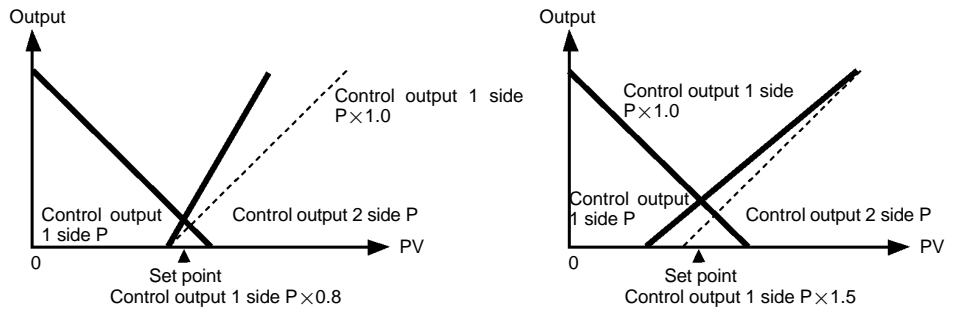 Output
Control output 1 side
P×1.0
Control output
1 side P
Control output 2 side P
PV
0
Set point
Control output 1 side P×0.8
Output
Control output 1 side
P×1.0
Control output
1 side P
Control output 2 side P
PV
0
Set point
Control output 1 side P×1.5